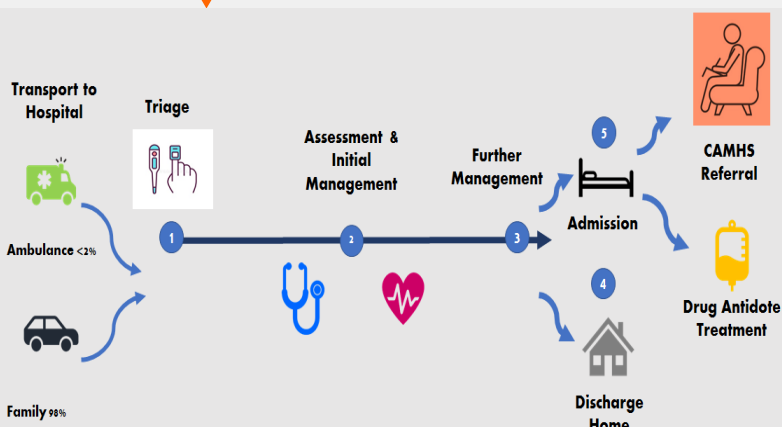 Transport to
Hospital
Ambulance <2%
Family 98%
Triage
1
Assessment &
Initial
Management
2
Further
Management
3
5
Admission
4
Discharge
Home
CAMHS
Referral
Drug Antidote
Treatment